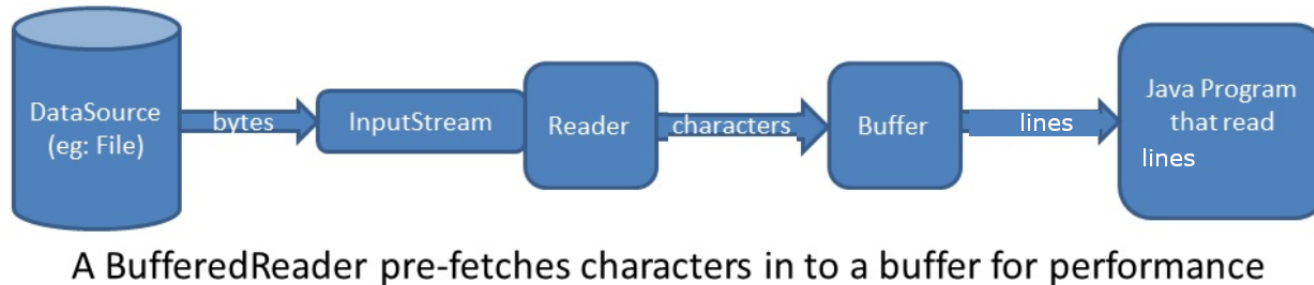 DataSource
(eg: File)
bytes
InputStream
Reader
characters
Buffer
lines
Java Program
that read
lines
A BufferedReader pre-fetches characters in to a buffer for performance